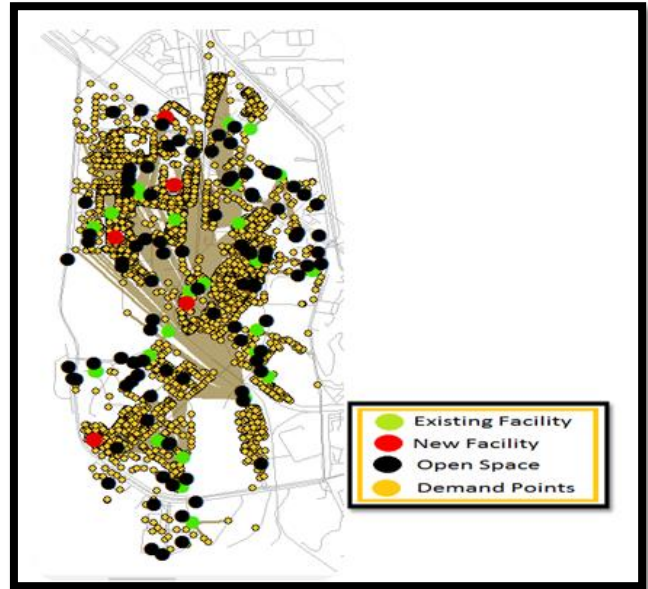 Existing Facility
New Facility
Open Space
Demand Points